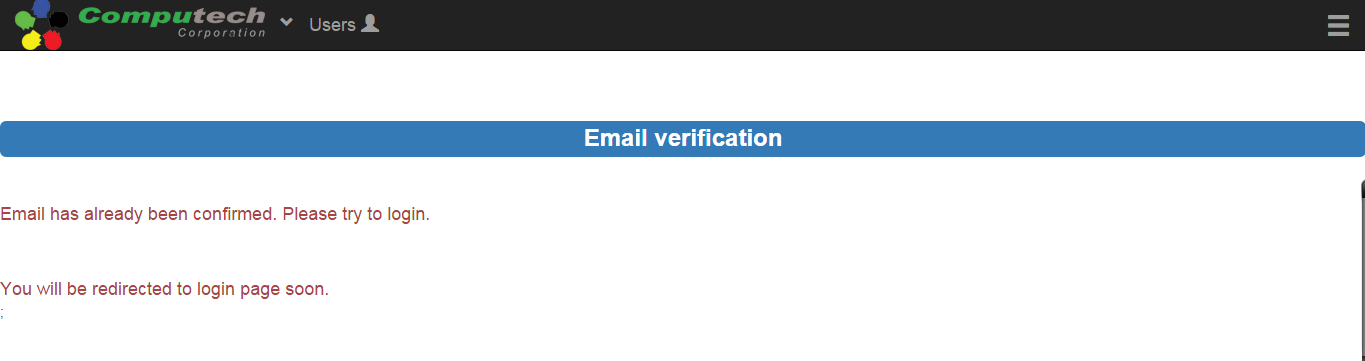 Computech
Corporation
Users
Email verification
Email has already been confirmed. Please try to login.
You will be redirected to login page soon.
;